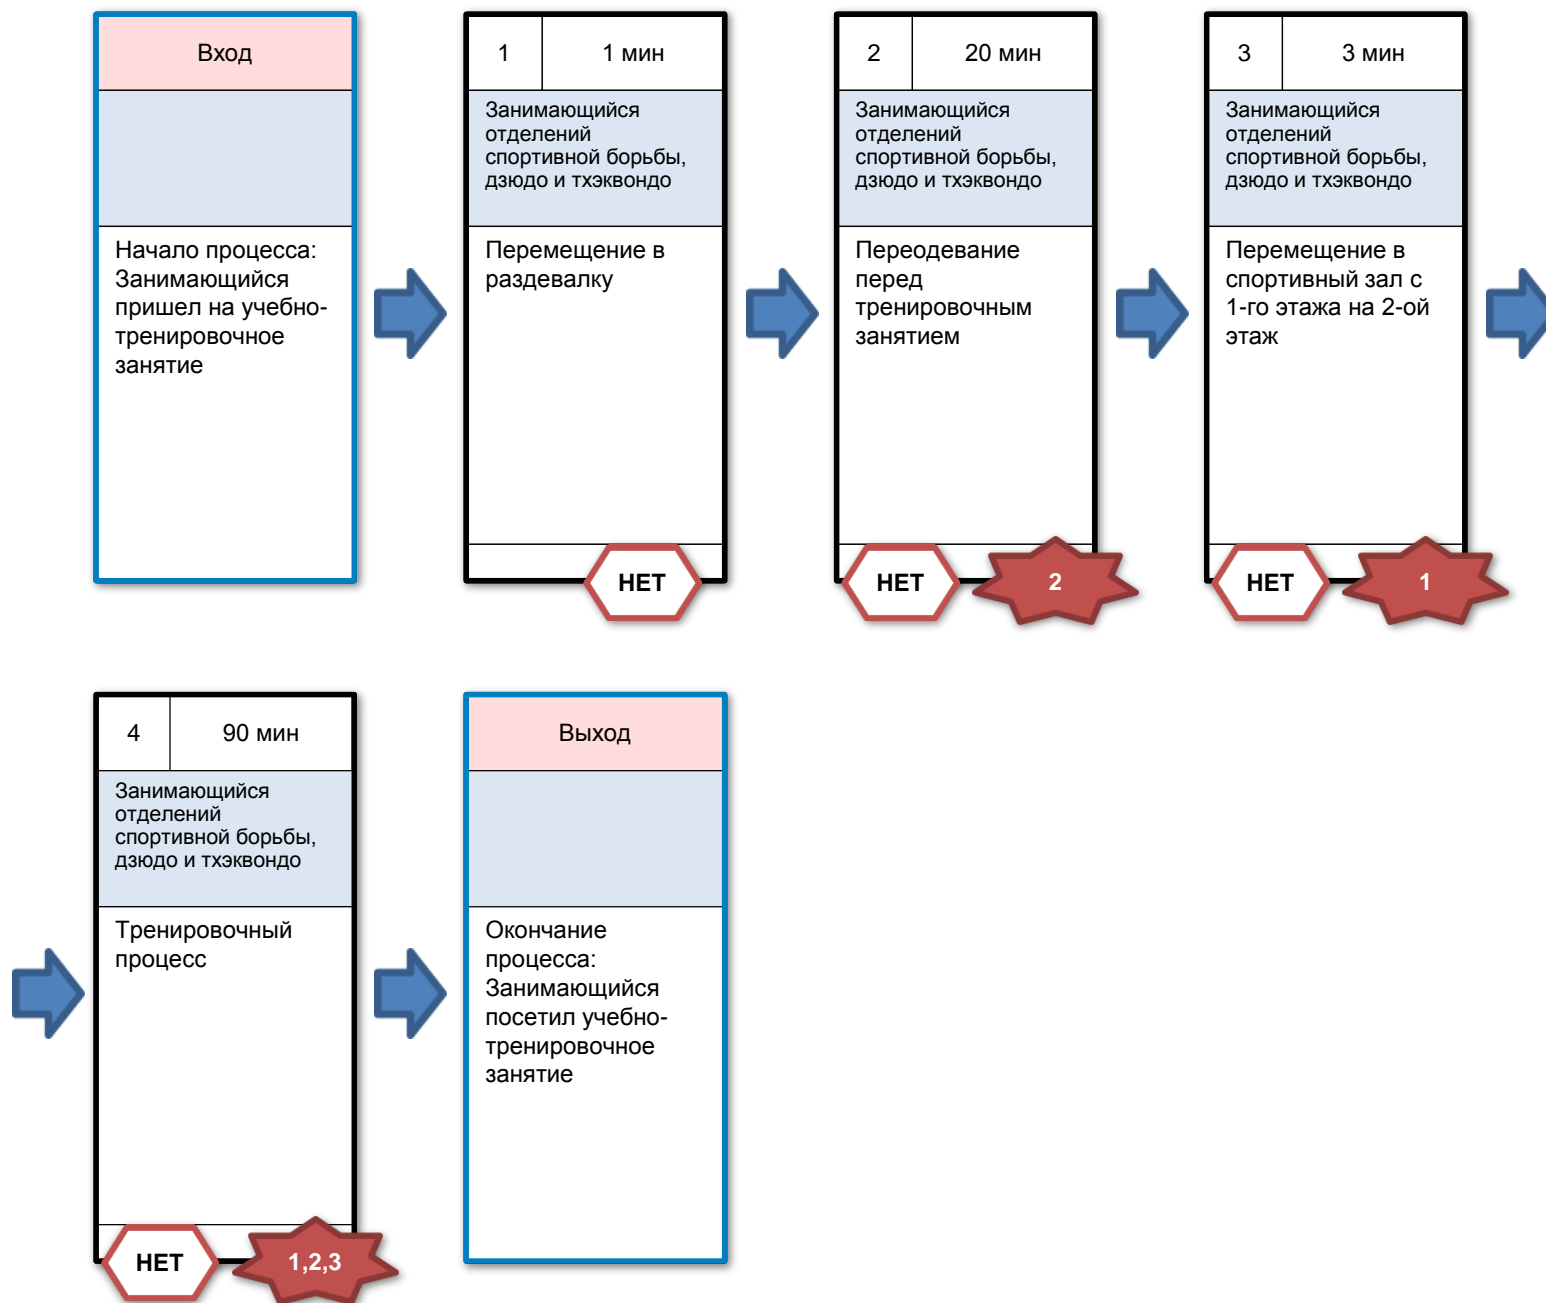 Вход
Начало процесса:
Занимающийся
пришел на учебно-
тренировочное
занятие
1
1 мин
Занимающийся
отделений
спортивной борьбы,
дзюдо и тхэквондо
Перемещение в
раздевалку
НЕТ
2
20 мин
Занимающийся
отделений
спортивной борьбы,
дзюдо и тхэквондо
Переодевание
перед
тренировочным
занятием
НЕТ
2
3
3 мин
Занимающийся
отделений
спортивной борьбы,
дзюдо и тхэквондо
Перемещение в
спортивный зал с
1-го этажа на 2-ой
этаж
НЕТ
1
4
90 мин
Занимающийся
отделений
спортивной борьбы,
дзюдо и тхэквондо
Тренировочный
процесс
НЕТ
1,2,3
Выход
Окончание
процесса:
Занимающийся
посетил учебно-
тренировочное
занятие